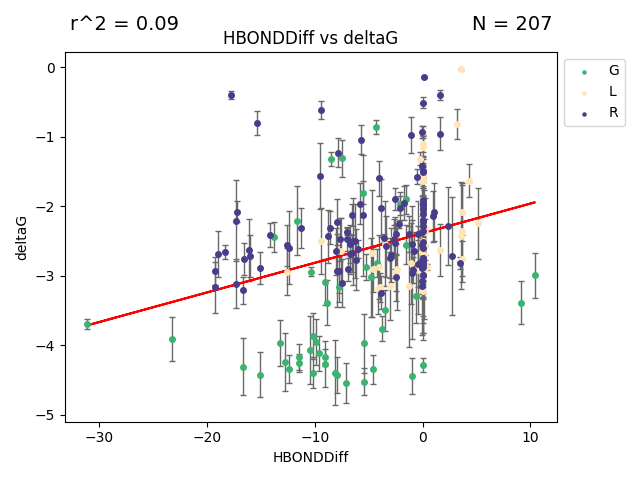 r^2 = 0.09 N = 207
HBONDDiff vs deltaG
G
L
R
0
−1
−2
−3
−4
−5
deltaG
−30 −20 −10 0 10
HBONDDiff